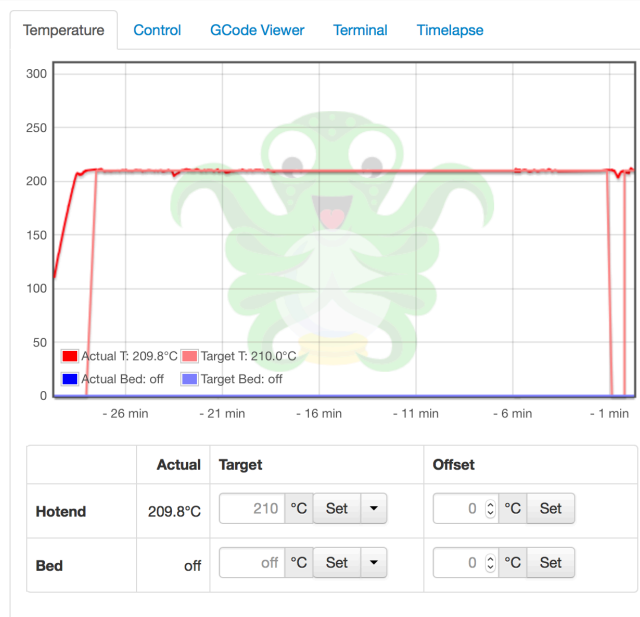 Temperature Control GCode Viewer Terminal Timelapse
300
250
200
150
100
50
0
Actual T: 209.8°C Target T: 210.0°C
Actual Bed: off Target Bed: off
- 26 min - 21 min - 16 min - 11 min - 6 min - 1 min
Actual Target Offset
Hotend 209.8°C 210 °C Set 0 °C Set
Bed off off °C Set 0 °C Set